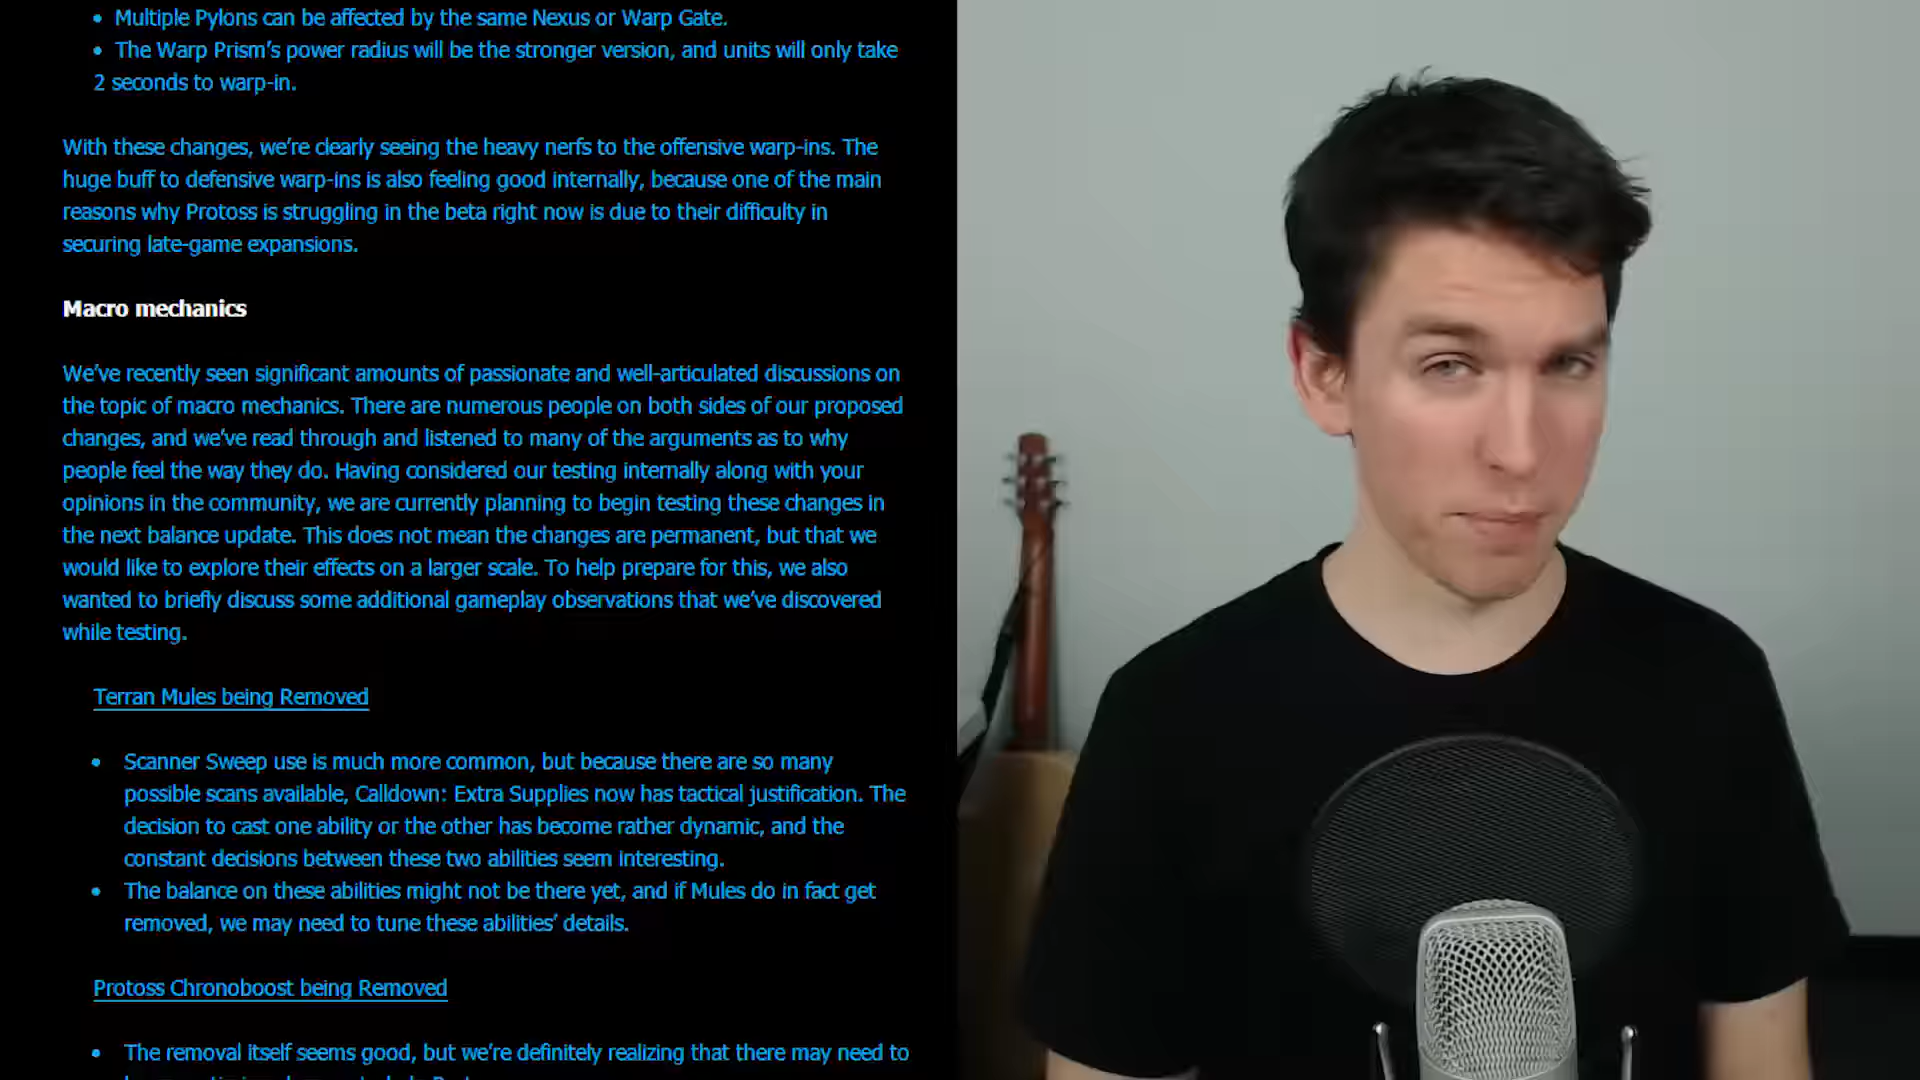 • Multiple Pylons can be affected by the same Nexus or Warp Gate.
• The Warp Prism’s power radius will be the stronger version, and units will only take
2 seconds to warp-in.
With these changes, we’re clearly seeing the heavy nerfs to the offensive warp-ins. The
huge buff to defensive warp-ins is also feeling good internally, because one of the main
reasons why Protoss is struggling in the beta right now is due to their difficulty in
securing late-game expansions.
Macro mechanics
We’ve recently seen significant amounts of passionate and well-articulated discussions on
the topic of macro mechanics. There are numerous people on both sides of our proposed
changes, and we’ve read through and listened to many of the arguments as to why
people feel the way they do. Having considered our testing internally along with your
opinions in the community, we are currently planning to begin testing these changes in
the next balance update. This does not mean the changes are permanent, but that we
would like to explore their effects on a larger scale. To help prepare for this, we also
wanted to briefly discuss some additional gameplay observations that we’ve discovered
while testing.
Terran Mules being Removed
• Scanner Sweep use is much more common, but because there are so many
possible scans available, Calldown: Extra Supplies now has tactical justification. The
decision to cast one ability or the other has become rather dynamic, and the
constant decisions between these two abilities seem interesting.
• The balance on these abilities might not be there yet, and if Mules do in fact get
removed, we may need to tune these abilities’ details.
Protoss Chronoboost being Removed
• The removal itself seems good, but we’re definitely realizing that there may need to